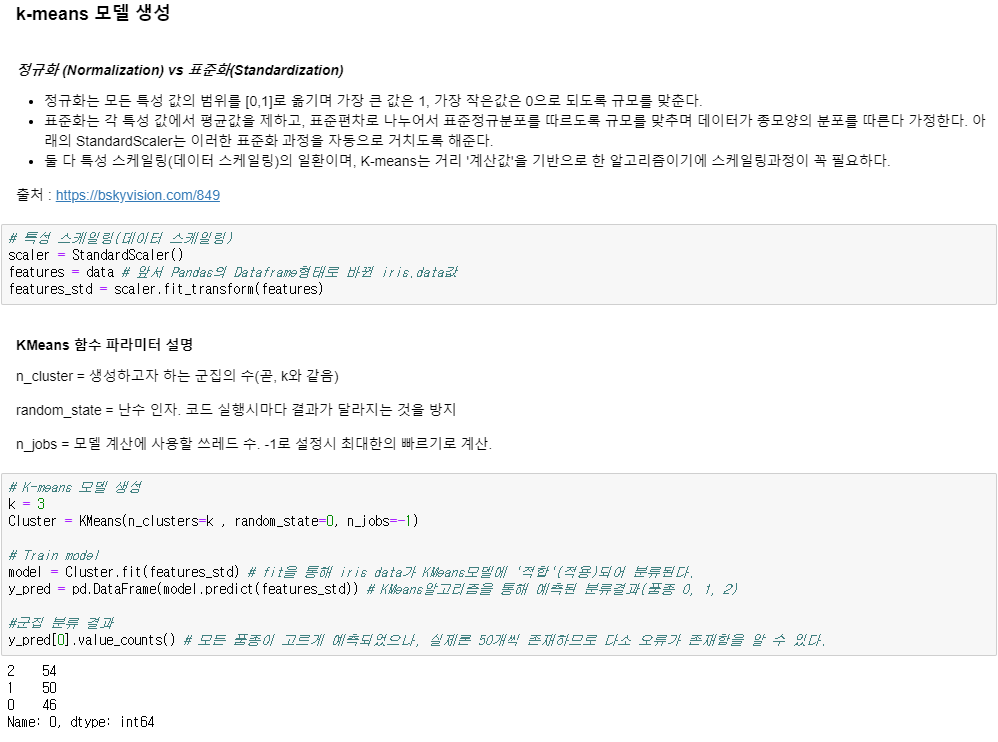 k-means 모델 생성
정규화 (Normalization) vs 표준화(Standardization)
• 정규화는 모든 특성 값의 범위를 [0,1]로 옮기며 가장 큰 값은 1, 가장 작은값은 0으로 되도록 규모를 맞춘다.
• 표준화는 각 특성 값에서 평균값을 제하고, 표준편차로 나누어서 표준정규분포를 따르도록 규모를 맞추며 데이터가 종모양의 분포를 따른다 가정한다. 아
래의 StandardScaler는 이러한 표준화 과정을 자동으로 거치도록 해준다.
• 둘 다 특성 스케일링(데이터 스케일링)의 일환이며, K-means는 거리 '계산값'을 기반으로 한 알고리즘이기에 스케일링과정이 꼭 필요하다.
출처 : https://bskyvision.com/849
# 특성 스케일링(데이터 스케일링)
scaler = StandardScaler()
features = data # 앞서 Pandas의 Dataframe형태로 바뀐 iris.data값
features_std = scaler.fit_transform(features)
KMeans 함수 파라미터 설명
n_cluster = 생성하고자 하는 군집의 수(곧, k와 같음)
random_state = 난수 인자. 코드 실행시마다 결과가 달라지는 것을 방지
n_jobs = 모델 계산에 사용할 쓰레드 수. -1로 설정시 최대한의 빠르기로 계산.
# K-means 모델 생성
k = 3
Cluster = KMeans(n_clusters=k , random_state=0, n_jobs=-1)
# Train model
model = Cluster.fit(features_std) # fit을 통해 iris data가 KMeans모델에 '적합'(적용)되어 분류된다.
y_pred = pd.DataFrame(model.predict(features_std)) # KMeans알고리즘을 통해 예측된 분류결과(품종 0, 1, 2)
#군집 분류 결과
y_pred[0].value_counts() # 모든 품종이 고르게 예측되었으나, 실제론 50개씩 존재하므로 다소 오류가 존재함을 알 수 있다.
2 54
1 50
0 46
Name: 0, dtype: int64